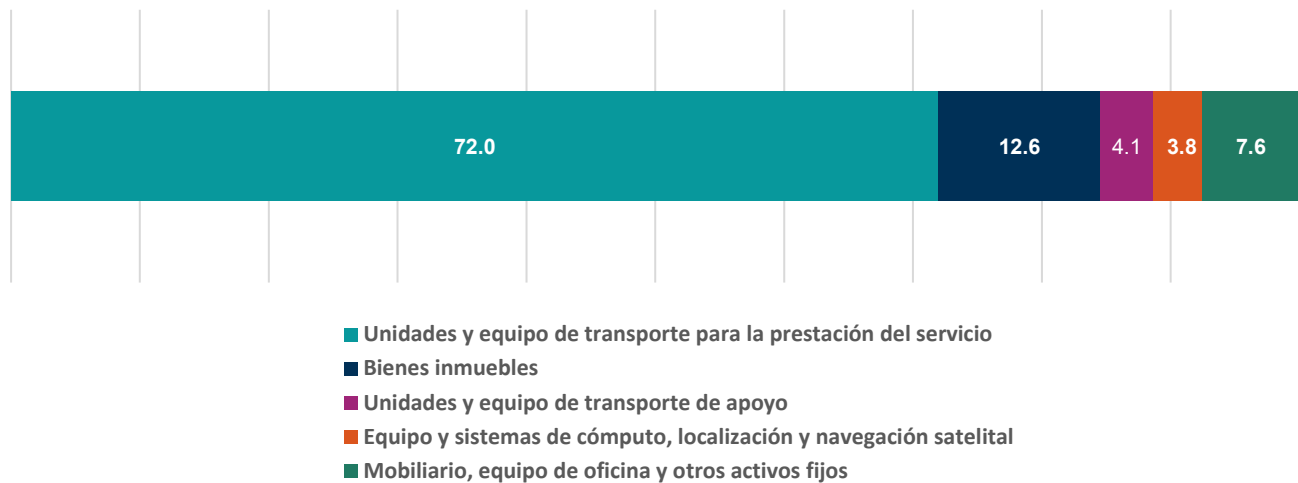 72.0 12.6 4.1 3.8 7.6
Unidades y equipo de transporte para la prestación del servicio
Bienes inmuebles
Unidades y equipo de transporte de apoyo
Equipo y sistemas de cómputo, localización y navegación satelital
Mobiliario, equipo de oficina y otros activos fijos